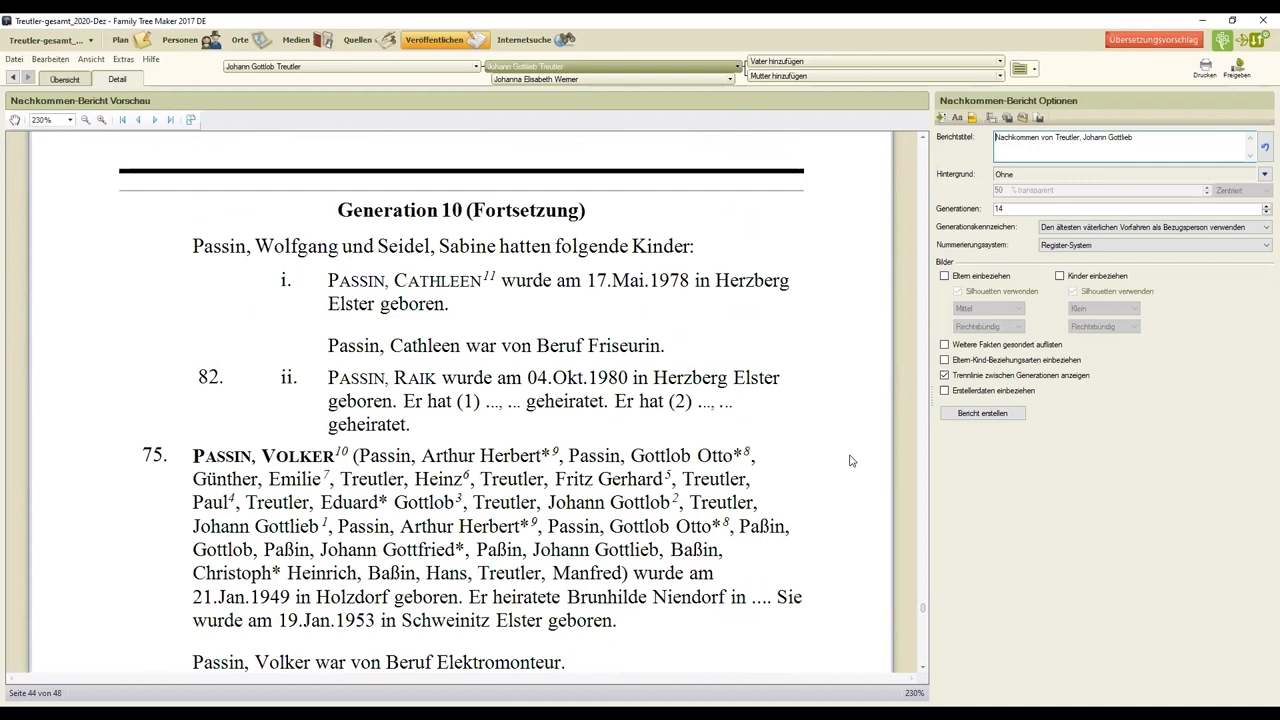 Treutler-gesamt_2020-Dez - Family Tree Maker 2017 DE
Treutler-gesamt_... Plan Personen Orte Medien Quellen Veröffentlichen Internetsuche Übersetzungsvorschlag
Datei Bearbeiten Ansicht Extras Hilfe
Johann Gottlob Treutler Johann Gottlieb Treutler Vater hinzufügen
Johanna Elisabeth Werner Mutter hinzufügen
Drucken Freigeben
Übersicht Detail
Nachkommen-Bericht Vorschau
230%
Generation 10 (Fortsetzung)
Passin, Wolfgang und Seidel, Sabine hatten folgende Kinder:
i. PASSIN, CATHLEEN11 wurde am 17.Mai.1978 in Herzberg
Elster geboren.
Passin, Cathleen war von Beruf Friseurin.
82. ii. PASSIN, RAIK wurde am 04.Okt.1980 in Herzberg Elster
geboren. Er hat (1) ..., ... geheiratet. Er hat (2) ..., ...
geheiratet.
75. PASSIN, VOLKER10 (Passin, Arthur Herbert*9, Passin, Gottlob Otto*8,
Günther, Emilie7, Treutler, Heinz6, Treutler, Fritz Gerhard5, Treutler,
Paul4, Treutler, Eduard* Gottlob3, Treutler, Johann Gottlob2, Treutler,
Johann Gottlieb1, Passin, Arthur Herbert*9, Passin, Gottlob Otto*8, Paßin,
Gottlob, Paßin, Johann Gottfried*, Paßin, Johann Gottlieb, Baßin,
Christoph* Heinrich, Baßin, Hans, Treutler, Manfred) wurde am
21.Jan.1949 in Holzdorf geboren. Er heiratete Brunhilde Niendorf in .... Sie
wurde am 19.Jan.1953 in Schweinitz Elster geboren.
Passin, Volker war von Beruf Elektromonteur.
Seite 44 von 48 230%
Nachkommen-Bericht Optionen
Aa
Berichtstitel: Nachkommen von Treutler, Johann Gottlieb
Hintergrund: Ohne
50 % transparent Zentriert
Generationen: 14
Generationskennzeichen: Den ältesten väterlichen Vorfahren als Bezugsperson verwenden
Nummerierungssystem: Register-System
Bilder
Eltern einbeziehen Kinder einbeziehen
Silhouetten verwenden Silhouetten verwenden
Mittel Klein
Rechtsbündig Rechtsbündig
Weitere Fakten gesondert auflisten
Eltern-Kind-Beziehungsarten einbeziehen
Trennlinie zwischen Generationen anzeigen
Erstellerdaten einbeziehen
Bericht erstellen